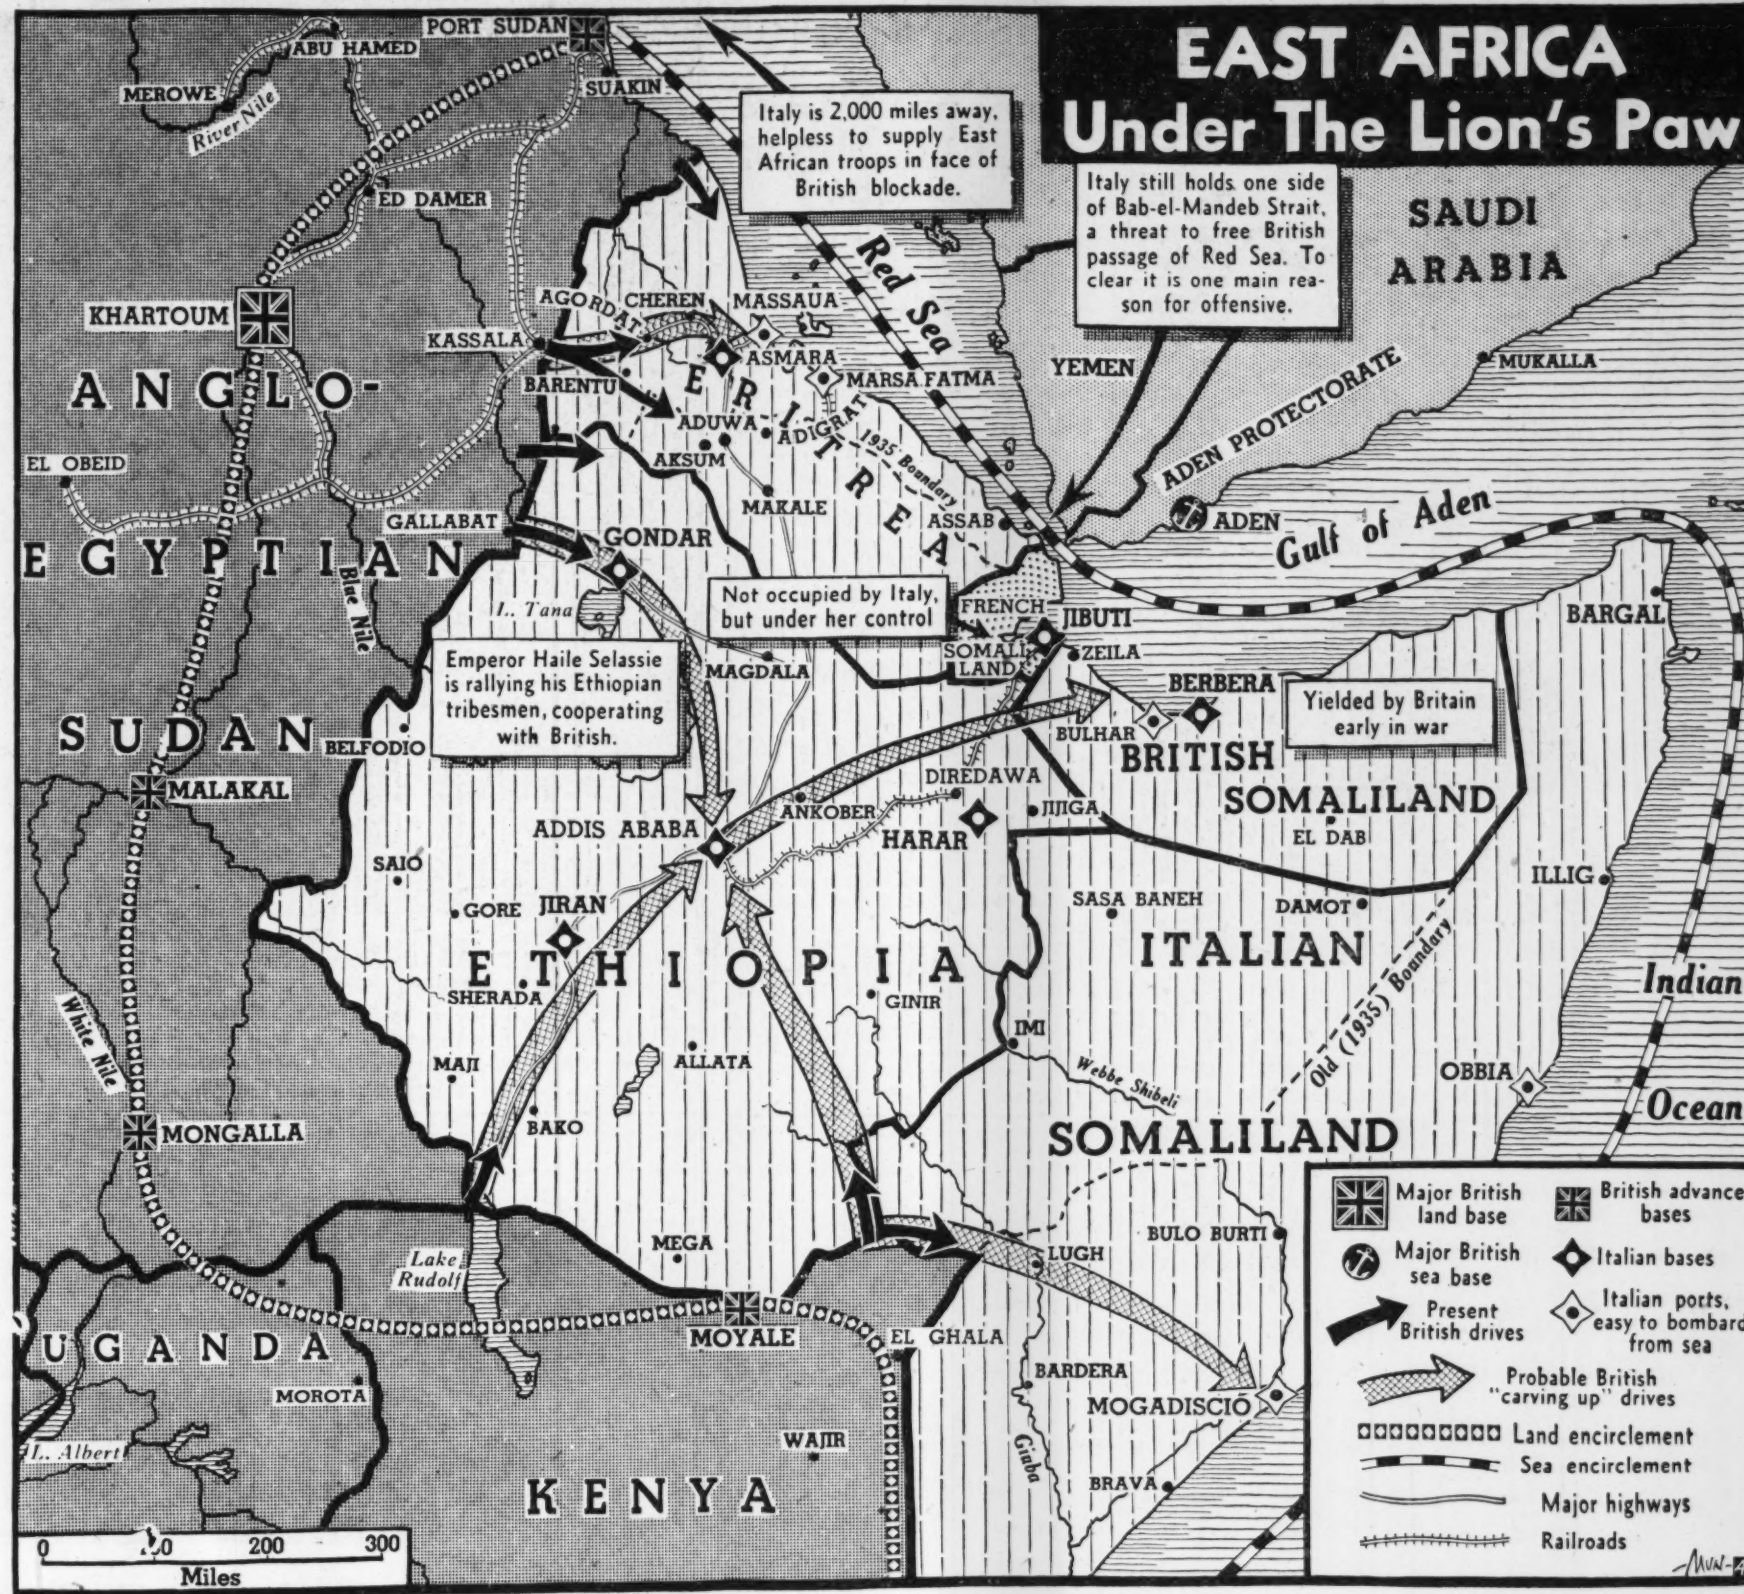 EAST AFRICA
Under The Lion's Paw
PORT SUDAN
ABU HAMED
MEROWE
River Nile
SUAKIN
Italy is 2,000 miles away,
helpless to supply East
African troops in face of
British blockade.
Italy still holds one side
of Bab-el-Mandeb Strait,
a threat to free British
passage of Red Sea. To
clear it is one main rea-
son for offensive.
SAUDI
ARABIA
ED DAMER
Red Sea
KHARTOUM
AGORDAT
CHEREN
MASSAUA
KASSALA
ASMARA
YEMEN
MUKALLA
BARENTU
MARSA FATMA
ANGLO-
ERITREA
ADUWA
ADIGRAT
1935 Boundary
ADEN PROTECTORATE
EL OBEID
AKSUM
MAKALE
GALLABAT
GONDAR
ASSAB
ADEN
Gulf of Aden
EGYPTIAN
Blue Nile
L. Tana
Not occupied by Italy,
but under her control
FRENCH
SOMALI
LAND
JIBUTI
ZEILA
BARGAL
Emperor Haile Selassie
is rallying his Ethiopian
tribesmen, cooperating
with British.
MAGDALA
BERBERA
Yielded by Britain
early in war
SUDAN
BELFODIO
BULHAR
BRITISH
SOMALILAND
MALAKAL
DIREDAWA
ANKOBER
JIJIGA
EL DAB
ADDIS ABABA
HARAR
SAIO
ILLIG
GORE
JIRAN
SASA BANEH
DAMOT
ETHIOPIA
ITALIAN
SHERADA
GINIR
Indian
White Nile
IMI
Old (1935) Boundary
MAJI
ALLATA
Webbe Shibeli
OBBIA
Ocean
BAKO
MONGALLA
SOMALILAND
MEGA
Lake
Rudolf
LUGH
BULO BURTI
UGANDA
MOYALE
EL GHALA
MOROTA
BARDERA
MOGADISCIO
L. Albert
WAJIR
Giuba
BRAVA
KENYA
0 200 300
Miles
Major British
land base
British advance
bases
Major British
sea base
Italian bases
Present
British drives
Italian ports,
easy to bombard
from sea
Probable British
"carving up" drives
Land encirclement
Sea encirclement
Major highways
Railroads